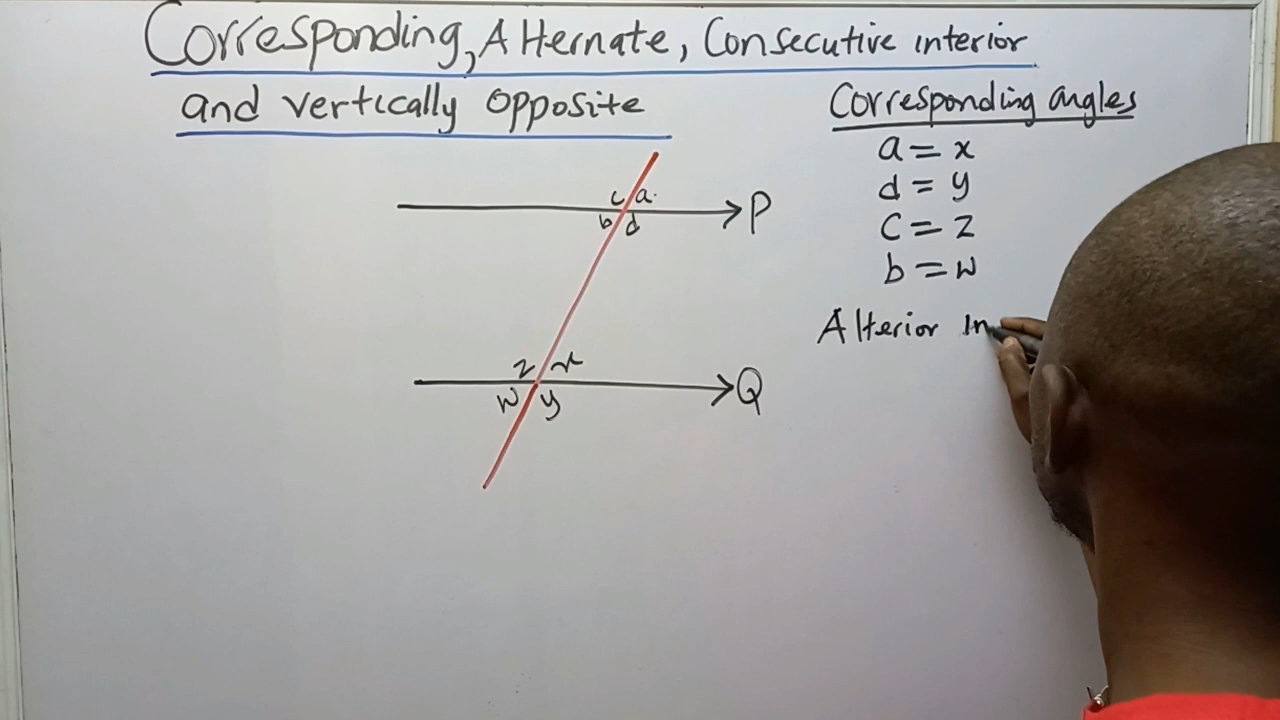 Corresponding, Alternate, Consecutive interior
and vertically opposite
Corresponding angles
a = x
d = y
c = z
b = w
Alterior In
c a
b d
P
z x
w y
Q